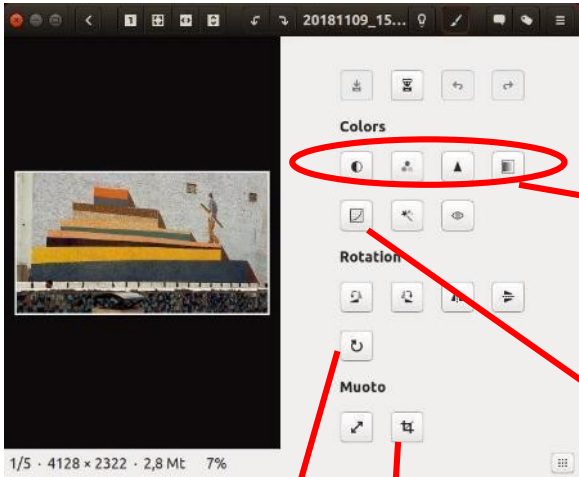 20181109_15...
Colors
Rotation
Muoto
1/5 · 4128 × 2322 · 2,8 Mt 7%